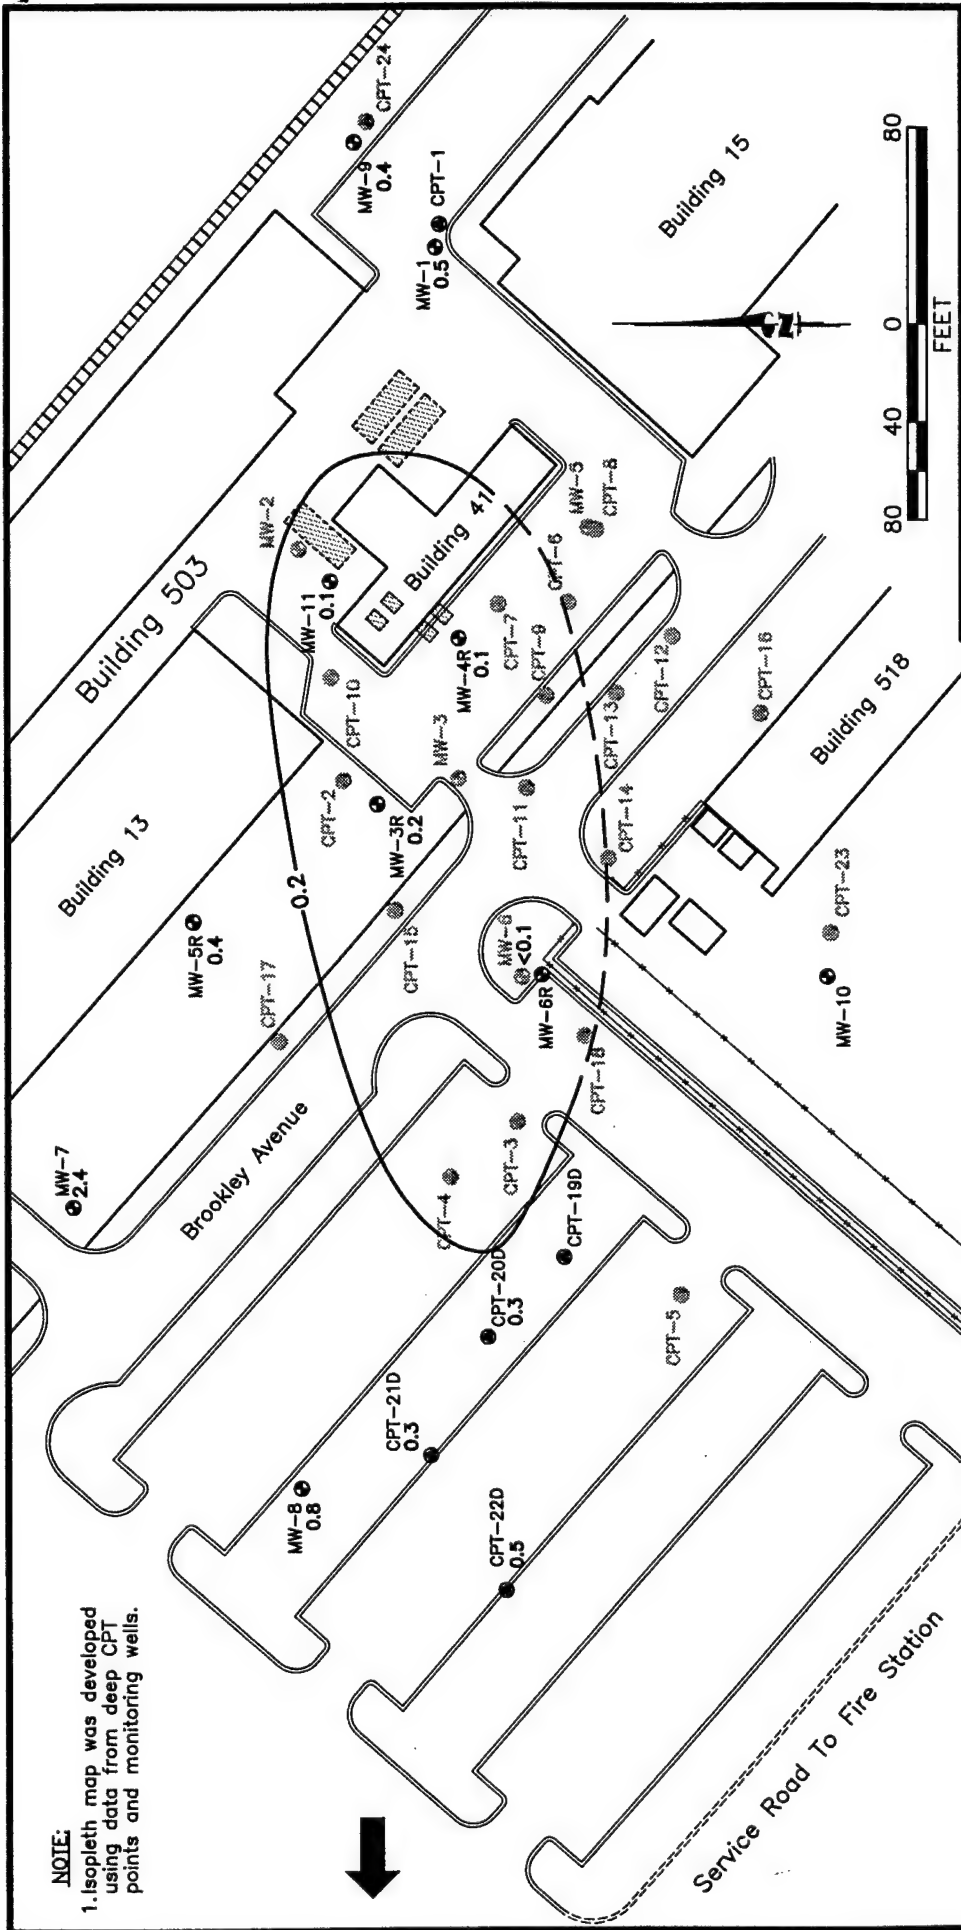 NOTE:
1. Isopleth map was developed
using data from deep CPT
points and monitoring wells.
MW-7
2.4
Building 13
MW-5R
0.4
CPT-17
Brookley Avenue
Building 503
MW-2
MW-11
0.1
CPT-10
CPT-2
MW-3R
0.2
0.2
CPT-15
MW-9
0.4
CPT-24
MW-1
0.5
CPT-1
Building 41
MW-4R
0.1
MW-3
CPT-7
CPT-9
CPT-6
MW-5
CPT-8
CPT-11
CPT-13
CPT-12
CPT-14
CPT-16
Building 15
Building 518
MW-6
<0.1
MW-6R
CPT-18
CPT-3
CPT-4
CPT-19D
CPT-20D
0.3
CPT-21D
0.3
MW-8
0.8
CPT-22D
0.5
CPT-5
CPT-23
MW-10
Service Road To Fire Station
N
80 40 0 80
FEET